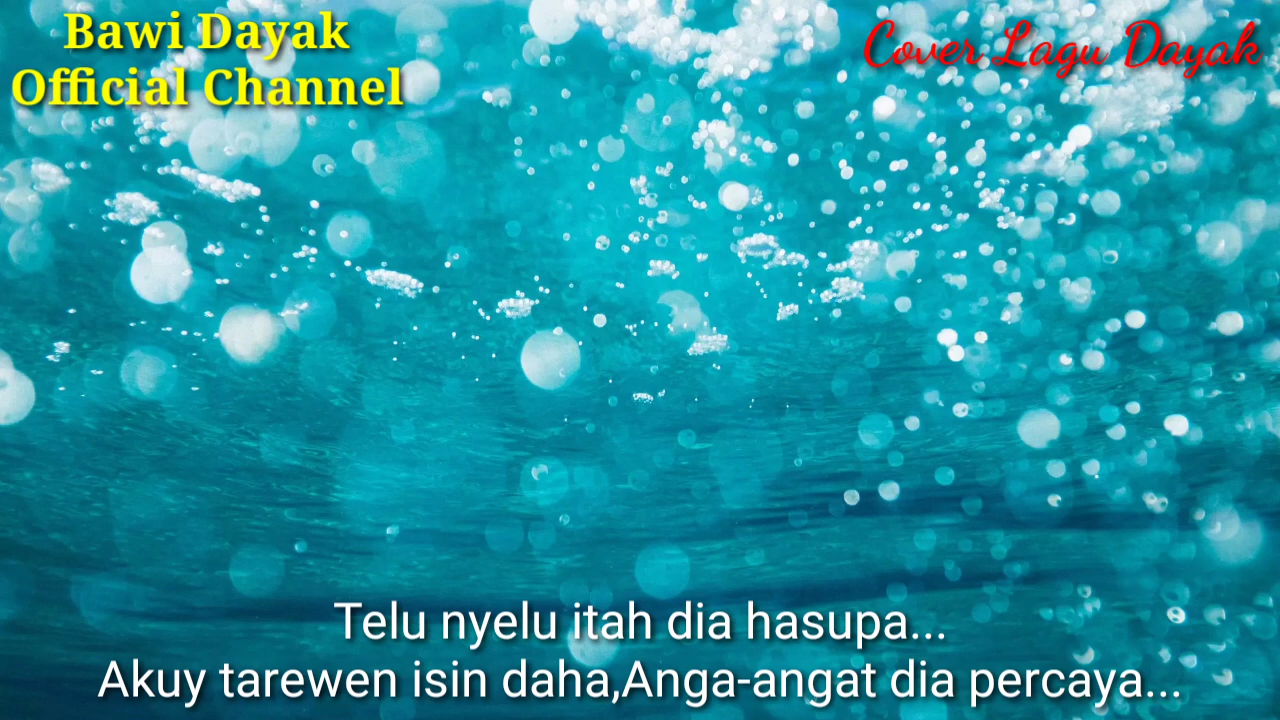 Bawi Dayak
Official Channel
Cover Lagu Dayak
Telu nyelu itah dia hasupa...
Akuy tarewen isin daha,Anga-angat dia percaya...